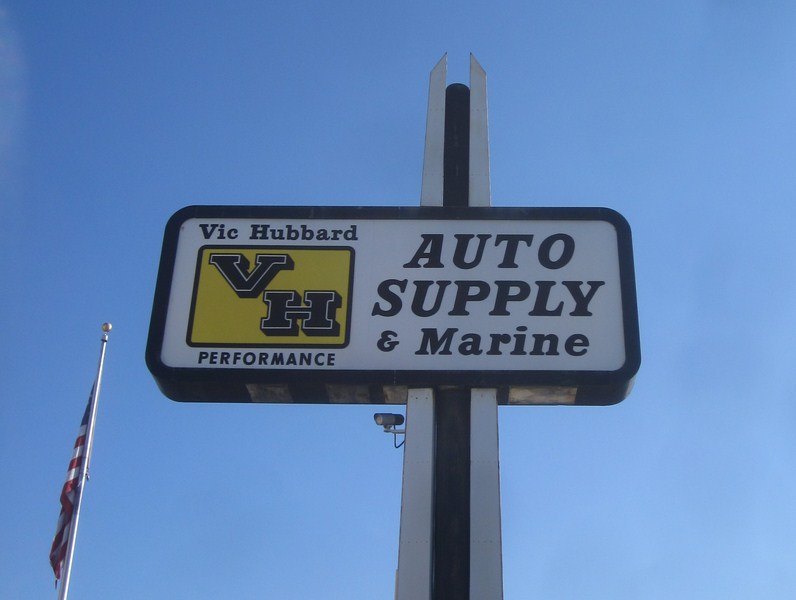 Vic Hubbard
VH
PERFORMANCE
AUTO
SUPPLY
& Marine